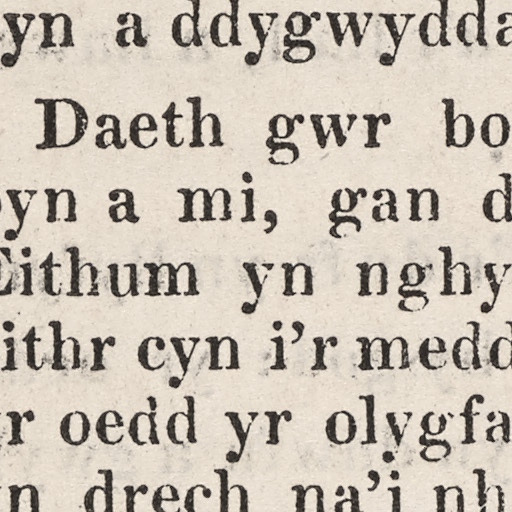 yn a ddygwydda
Daeth gwr bo
yn a mi, gan d
Eithum yn nghy
ithr cyn i'r medd
r oedd yr olygfa
n drech na'i nh